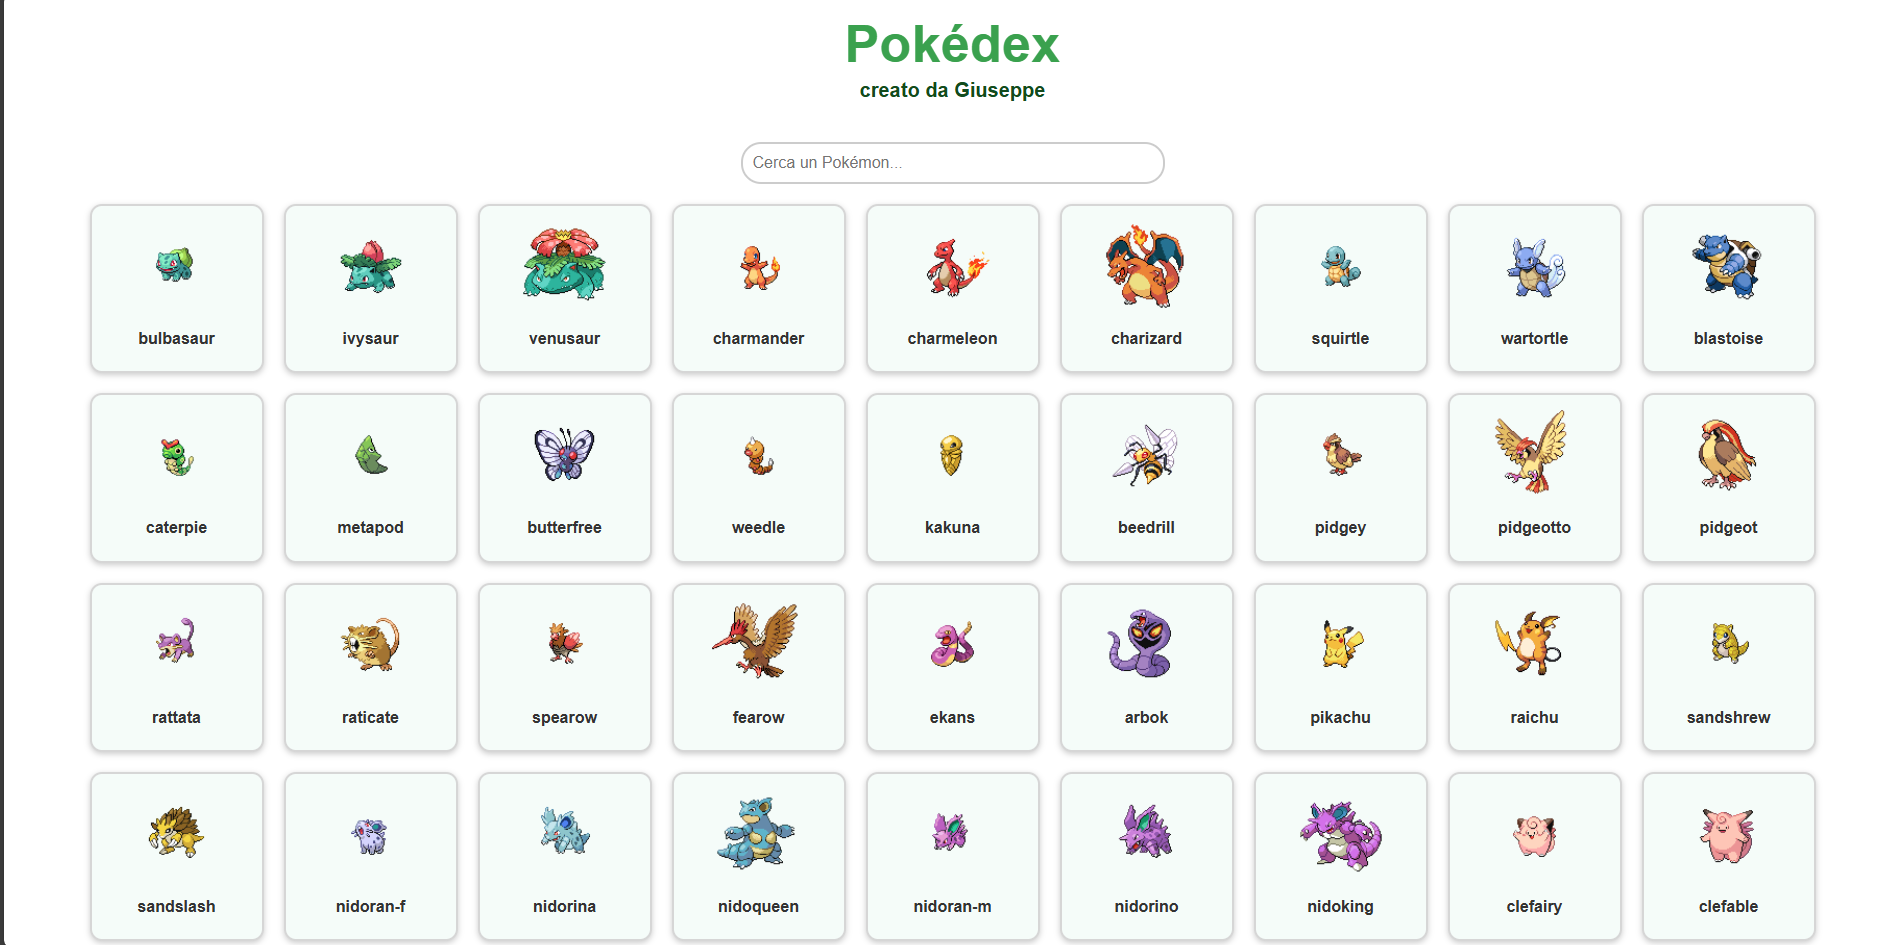 Pokédex
creato da Giuseppe
Cerca un Pokémon...
bulbasaur
ivysaur
venusaur
charmander
charmeleon
charizard
squirtle
wartortle
blastoise
caterpie
metapod
butterfree
weedle
kakuna
beedrill
pidgey
pidgeotto
pidgeot
rattata
raticate
spearow
fearow
ekans
arbok
pikachu
raichu
sandshrew
sandslash
nidoran-f
nidorina
nidoqueen
nidoran-m
nidorino
nidoking
clefairy
clefable